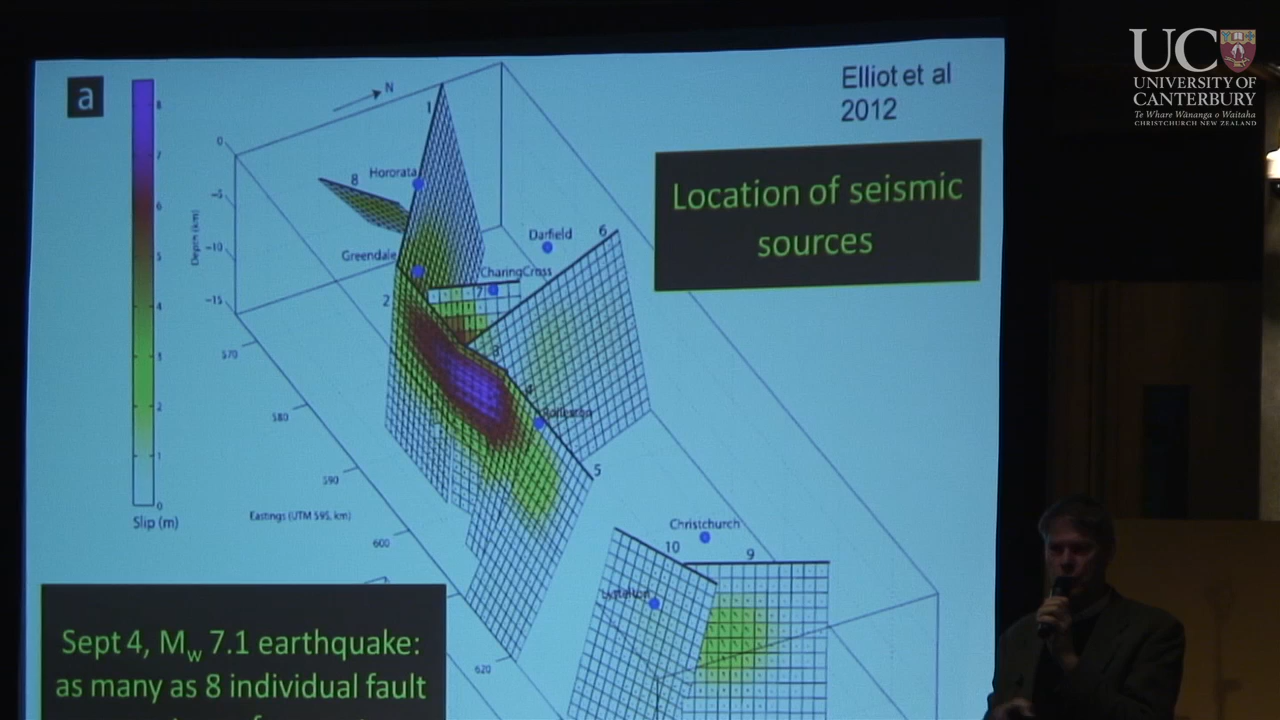 a
N
Elliot et al
2012
UC
UNIVERSITY OF
CANTERBURY
Te Whare Wānanga o Waitaha
CHRISTCHURCH NEW ZEALAND
Location of seismic
sources
8
7
6
5
4
3
2
1
0
Slip (m)
0
-5
-10
-15
Depth (km)
1
8
Hororata
Darfield
6
Greendale
CharingCross
7
2
3
4
Rolleston
5
570
580
590
600
620
Eastings (UTM 59S, km)
Christchurch
10
9
Lyttelton
Sept 4, Mw 7.1 earthquake:
as many as 8 individual fault